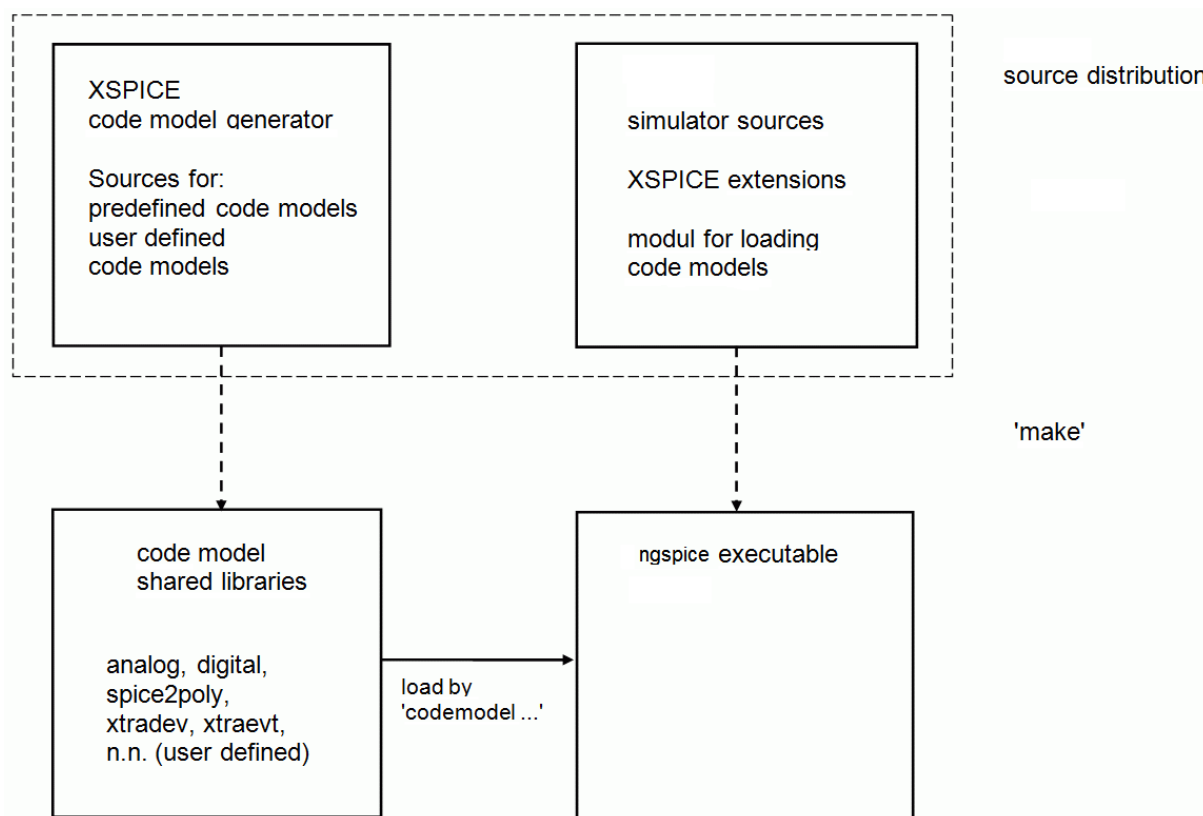 XSPICE
code model generator
Sources for:
predefined code models
user defined
code models
simulator sources
XSPICE extensions
modul for loading
code models
source distribution
'make'
code model
shared libraries
analog, digital,
spice2poly,
xtradev, xtraevt,
n.n. (user defined)
load by
'codemodel ...'
ngspice executable